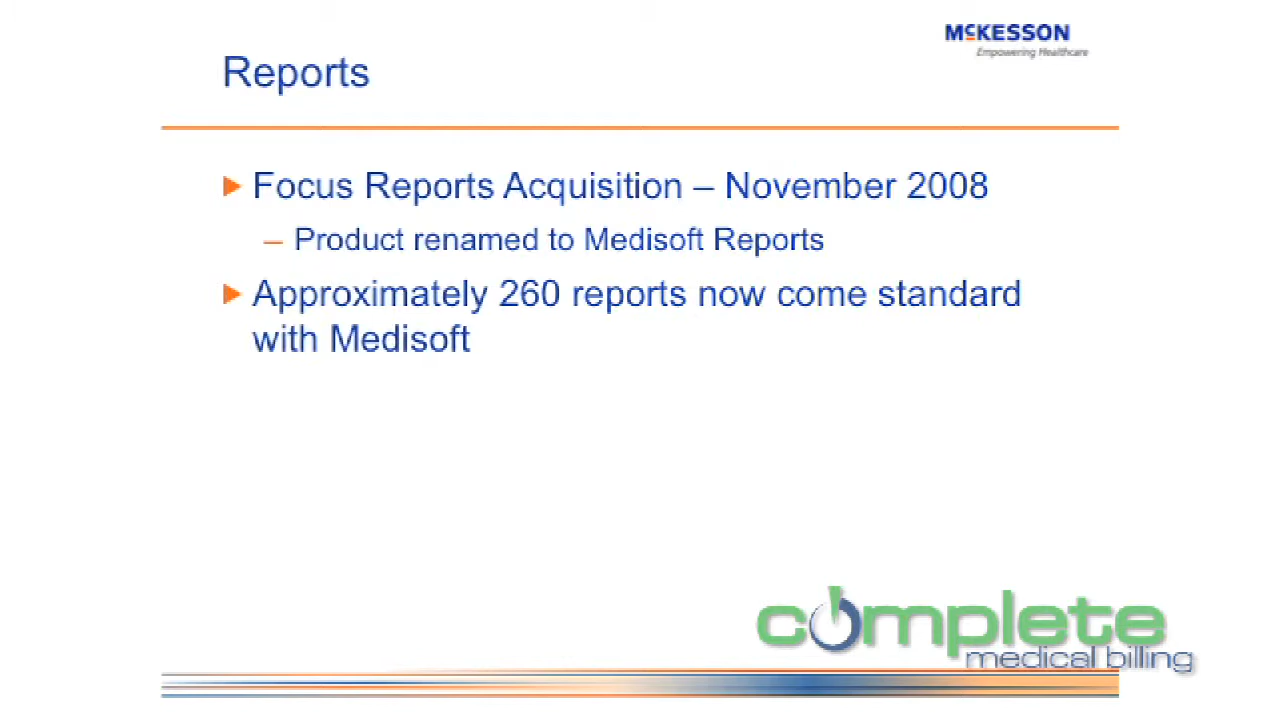 McKESSON
Empowering Healthcare
Reports
Focus Reports Acquisition – November 2008
– Product renamed to Medisoft Reports
Approximately 260 reports now come standard
with Medisoft
complete
medical billing